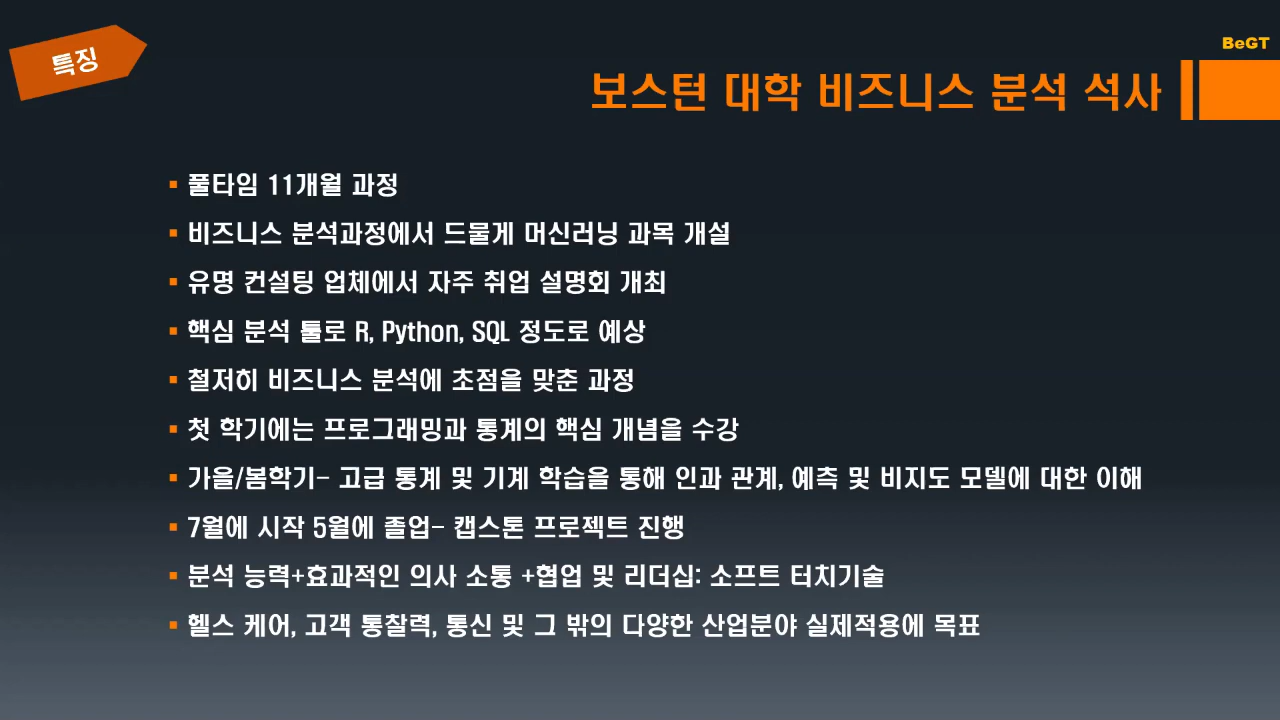 특징
BeGT
보스턴 대학 비즈니스 분석 석사
풀타임 11개월 과정
비즈니스 분석과정에서 드물게 머신러닝 과목 개설
유명 컨설팅 업체에서 자주 취업 설명회 개최
핵심 분석 툴로 R, Python, SQL 정도로 예상
철저히 비즈니스 분석에 초점을 맞춘 과정
첫 학기에는 프로그래밍과 통계의 핵심 개념을 수강
가을/봄학기– 고급 통계 및 기계 학습을 통해 인과 관계, 예측 및 비지도 모델에 대한 이해
7월에 시작 5월에 졸업– 캡스톤 프로젝트 진행
분석 능력+효과적인 의사 소통 +협업 및 리더십: 소프트 터치기술
헬스 케어, 고객 통찰력, 통신 및 그 밖의 다양한 산업분야 실제적용에 목표